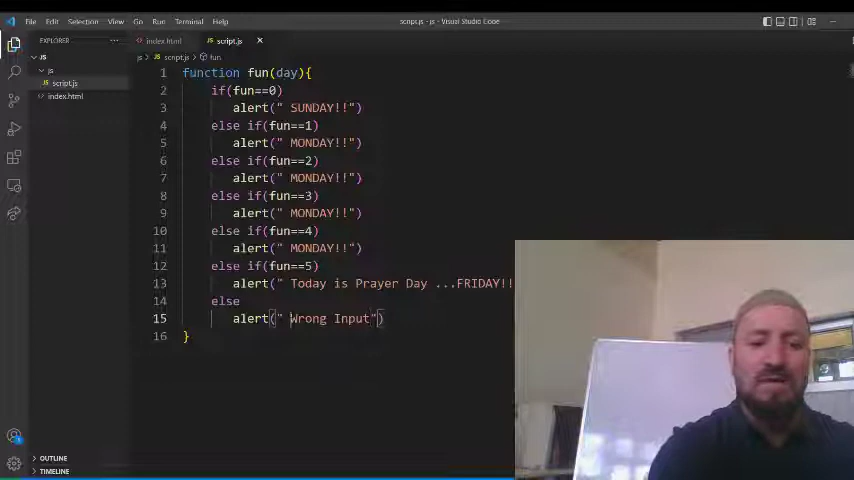 File Edit Selection View Go Run Terminal Help
script.js - js - Visual Studio Code
EXPLORER
index.html
script.js
JS
js
script.js
index.html
js > script.js > fun
1 function fun(day){
2 if(fun==0)
3 alert(" SUNDAY!!")
4 else if(fun==1)
5 alert(" MONDAY!!")
6 else if(fun==2)
7 alert(" MONDAY!!")
8 else if(fun==3)
9 alert(" MONDAY!!")
10 else if(fun==4)
11 alert(" MONDAY!!")
12 else if(fun==5)
13 alert(" Today is Prayer Day ...FRIDAY!!
14 else
15 alert(" Wrong Input")
16 }
OUTLINE
TIMELINE